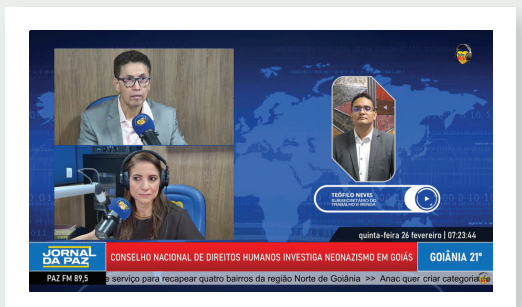 TEÓFILO NEVES
SUBSECRETÁRIO DO
TRABALHO E RENDA
quinta-feira 26 fevereiro | 07:23:44
JORNAL
DA PAZ
CONSELHO NACIONAL DE DIREITOS HUMANOS INVESTIGA NEONAZISMO EM GOIÁS
GOIÂNIA 21°
PAZ FM 89,5
e serviço para recapear quatro bairros da região Norte de Goiânia >> Anac quer criar categoria